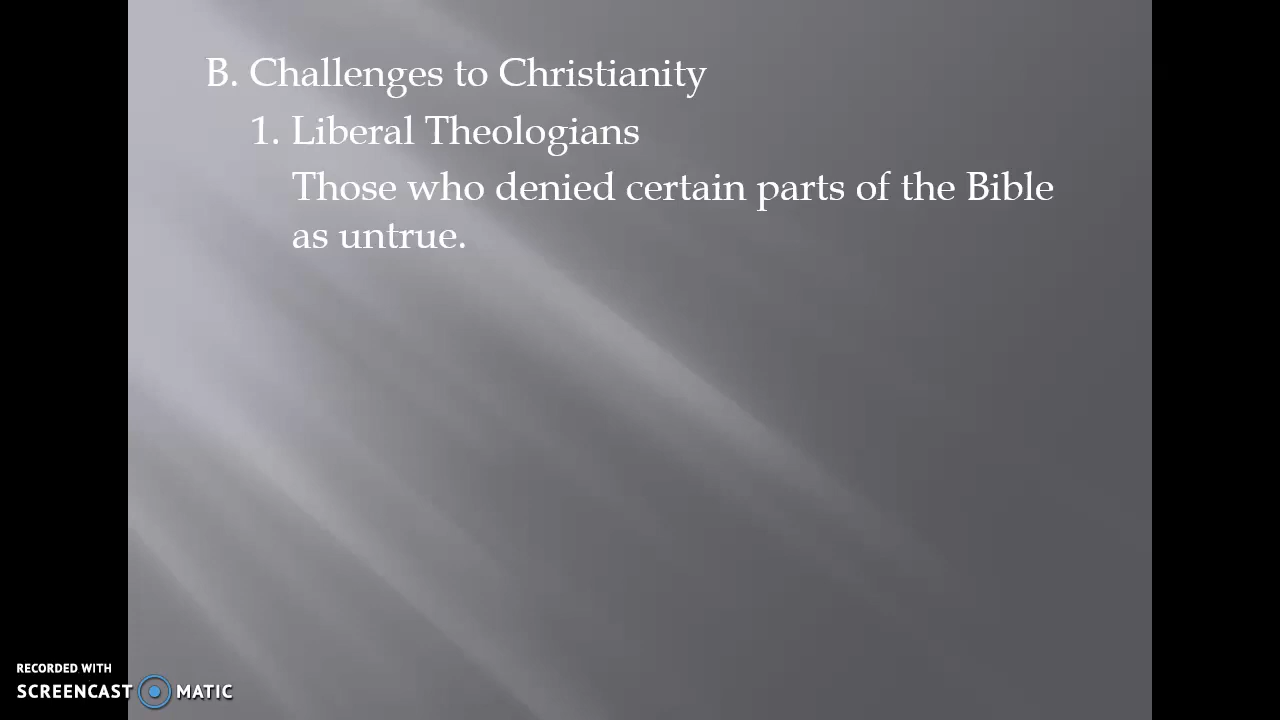 B. Challenges to Christianity
1. Liberal Theologians
Those who denied certain parts of the Bible
as untrue.
RECORDED WITH
SCREENCAST MATIC